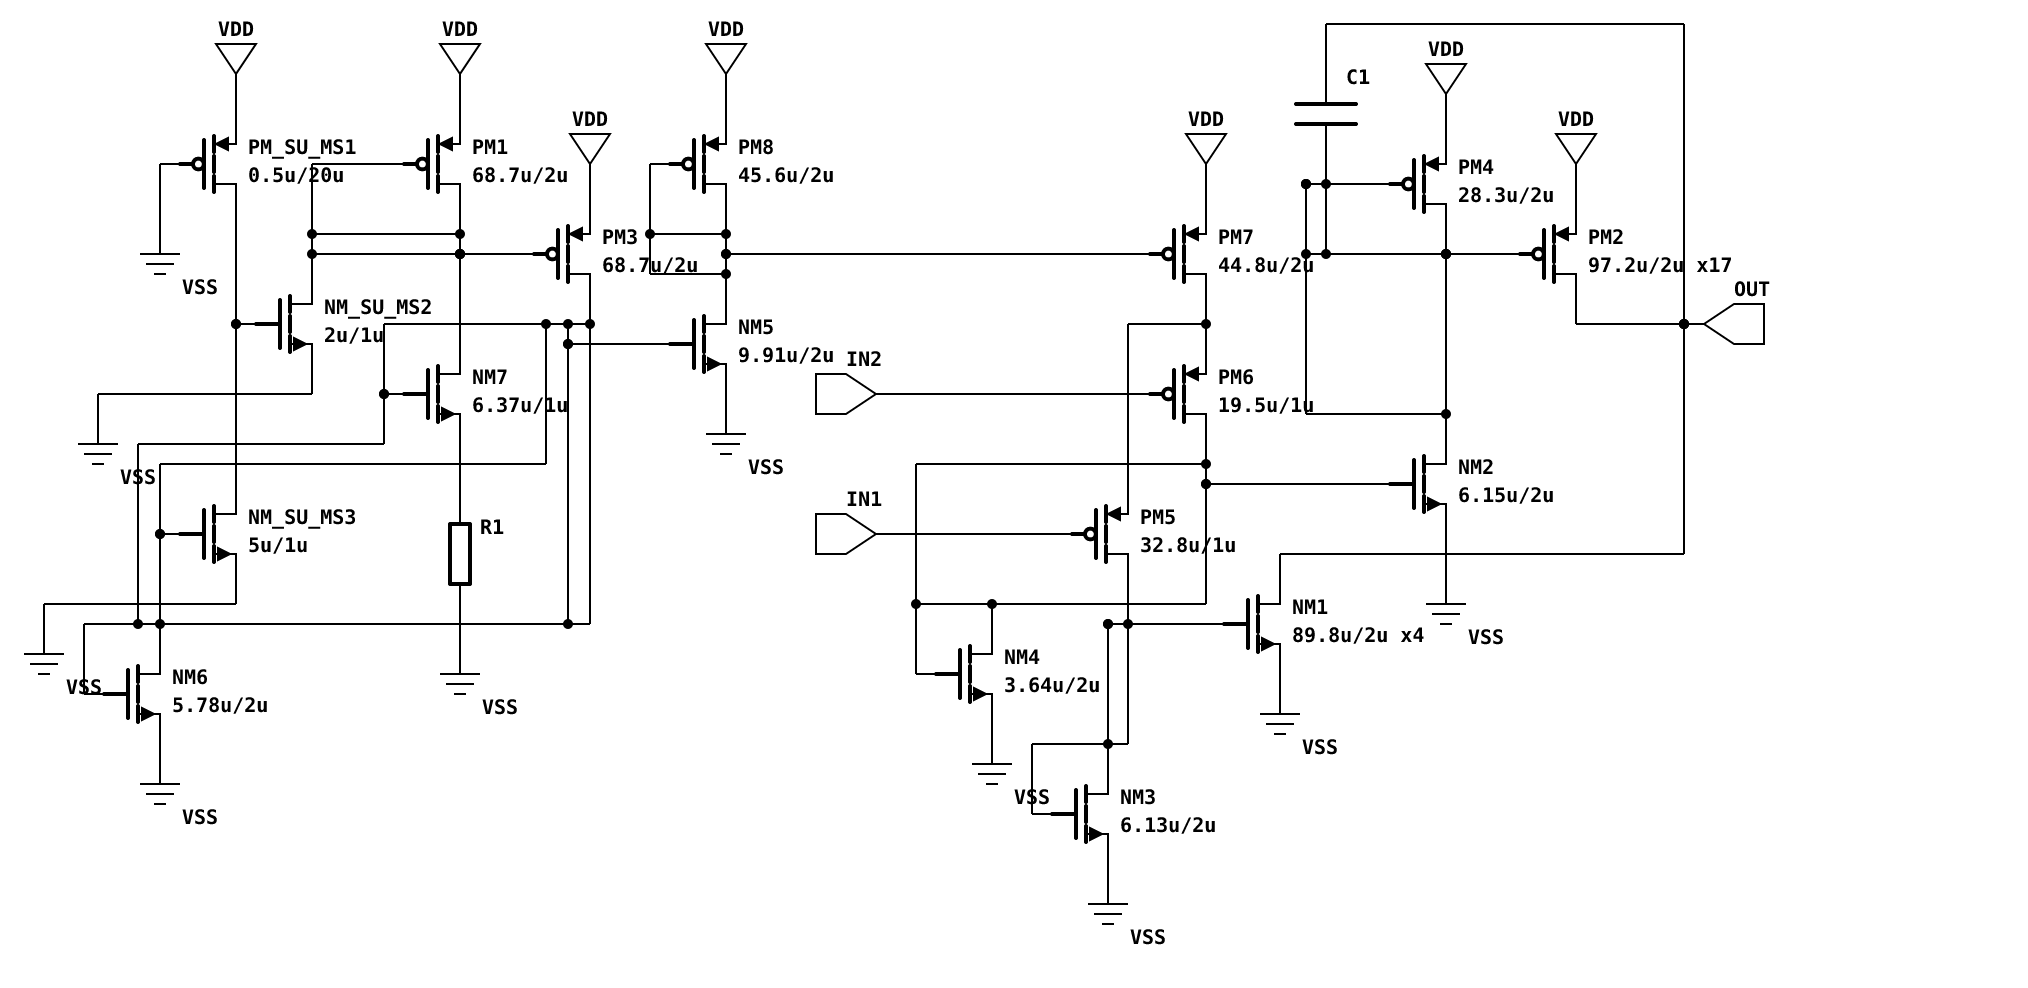 VDD
VDD
VDD
VDD
C1
VDD
VDD
VDD
PM_SU_MS1
0.5u/20u
PM1
68.7u/2u
PM8
45.6u/2u
PM4
28.3u/2u
PM3
68.7u/2u
PM7
44.8u/2u
PM2
97.2u/2u x17
VSS
OUT
NM_SU_MS2
2u/1u
NM5
9.91u/2u
IN2
NM7
6.37u/1u
PM6
19.5u/1u
VSS
VSS
NM2
6.15u/2u
IN1
NM_SU_MS3
5u/1u
R1
PM5
32.8u/1u
NM1
89.8u/2u x4
VSS
NM4
3.64u/2u
VSS
NM6
5.78u/2u
VSS
VSS
VSS
NM3
6.13u/2u
VSS
VSS